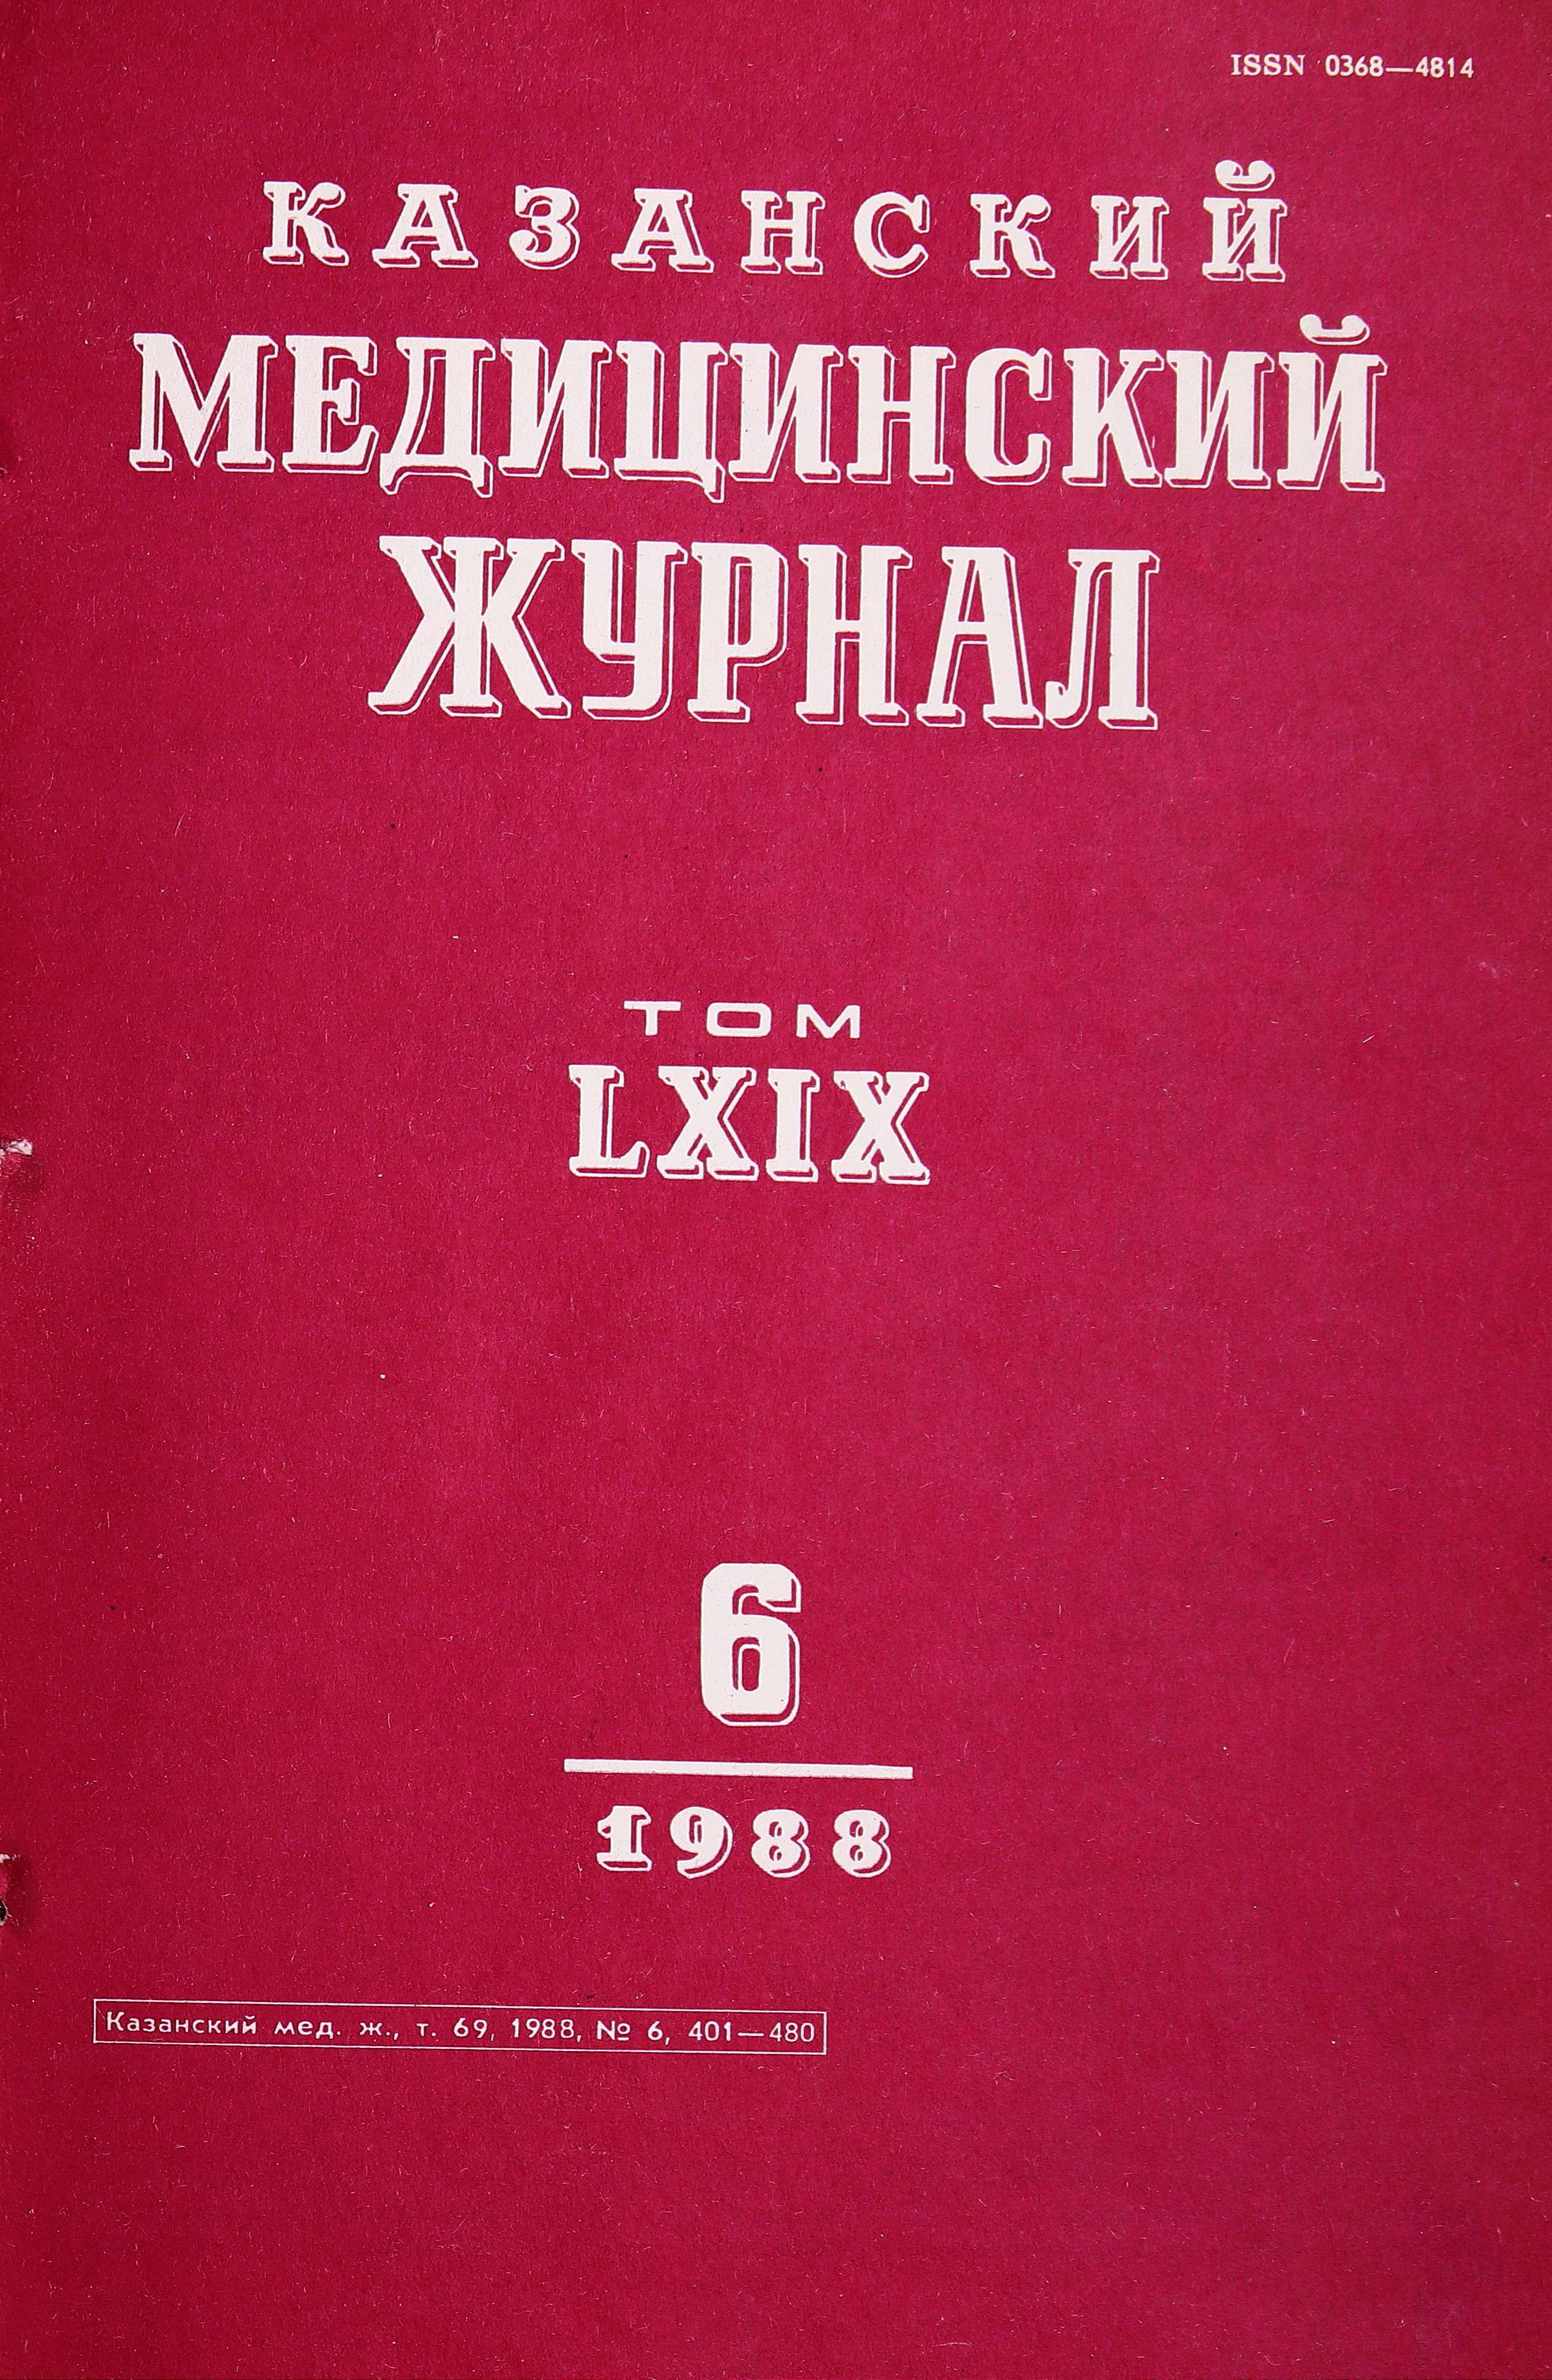 ISSN 0368—4814
КАЗАНСКИЙ
МЕДИЦИНСКИЙ
ЖУРНАЛ
ТОМ
LXIX
6
1988
Казанский мед. ж., т. 69, 1988, № 6, 401—480